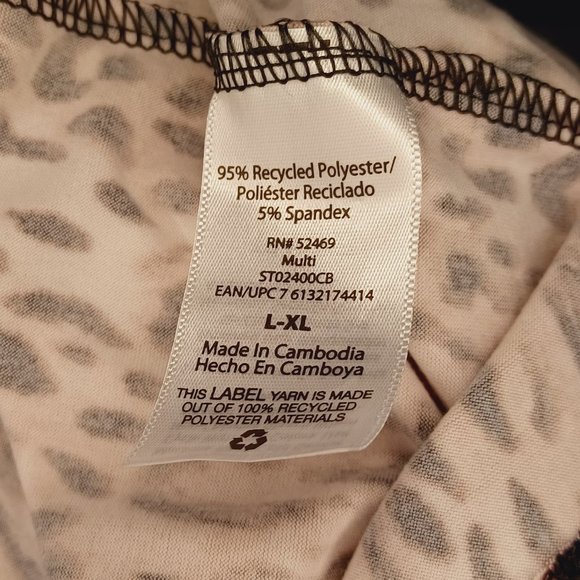 95% Recycled Polyester/
Poliéster Reciclado
5% Spandex
RN# 52469
Multi
ST02400CB
EAN/UPC 7 6132174414
L-XL
Made In Cambodia
Hecho En Camboya
THIS LABEL YARN IS MADE
OUT OF 100% RECYCLED
POLYESTER MATERIALS